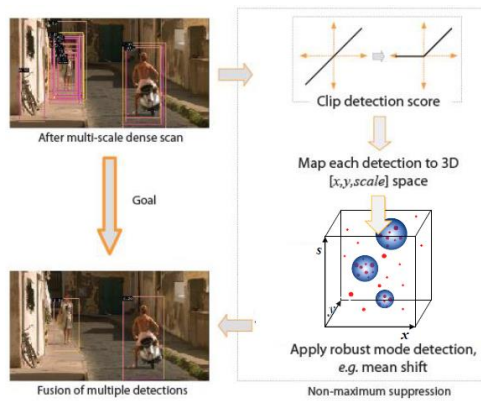 After multi-scale dense scan
Goal
Fusion of multiple detections
Clip detection score
Map each detection to 3D
[x,y,scale] space
s
y
x
Apply robust mode detection,
e.g. mean shift
Non-maximum suppression